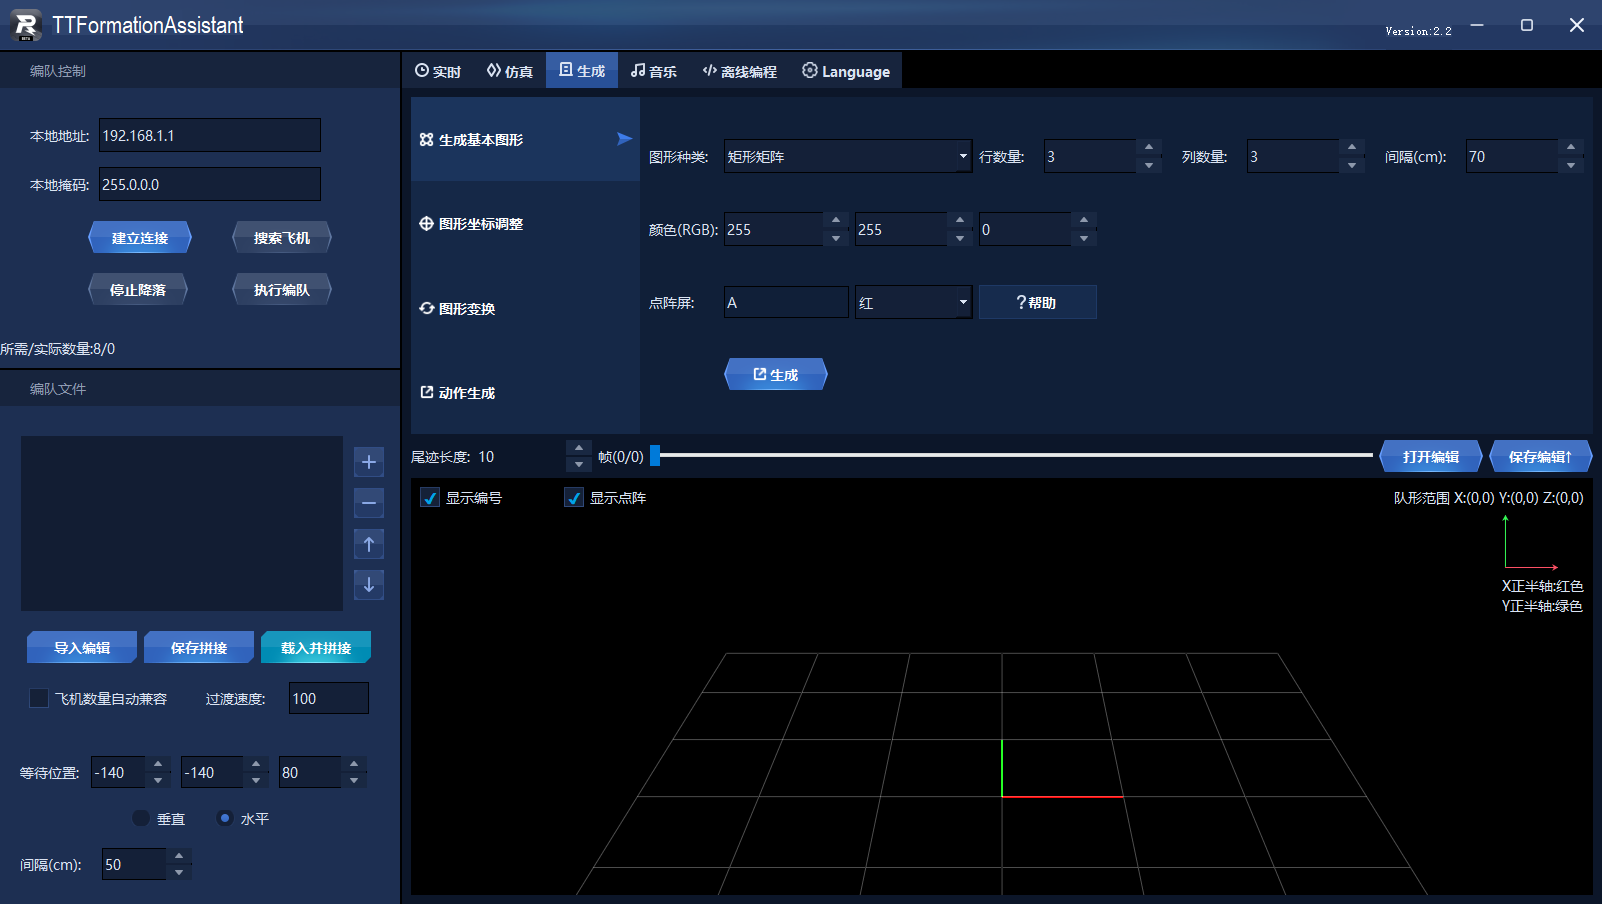 TTFormationAssistant
Version:2.2
编队控制
本地地址: 192.168.1.1
本地掩码: 255.0.0.0
建立连接 搜索飞机
停止降落 执行编队
所需/实际数量:8/0
编队文件
导入编辑 保存拼接 载入并拼接
飞机数量自动兼容 过渡速度: 100
等待位置: -140 -140 80
垂直 水平
间隔(cm): 50
实时 仿真 生成 音乐 离线编程 Language
生成基本图形
图形坐标调整
图形变换
动作生成
图形种类: 矩形矩阵 行数量: 3 列数量: 3 间隔(cm): 70
颜色(RGB): 255 255 0
点阵屏: A 红 ?帮助
生成
尾迹长度: 10 帧(0/0) 打开编辑 保存编辑↑
显示编号 显示点阵 队形范围 X:(0,0) Y:(0,0) Z:(0,0)
X正半轴:红色
Y正半轴:绿色